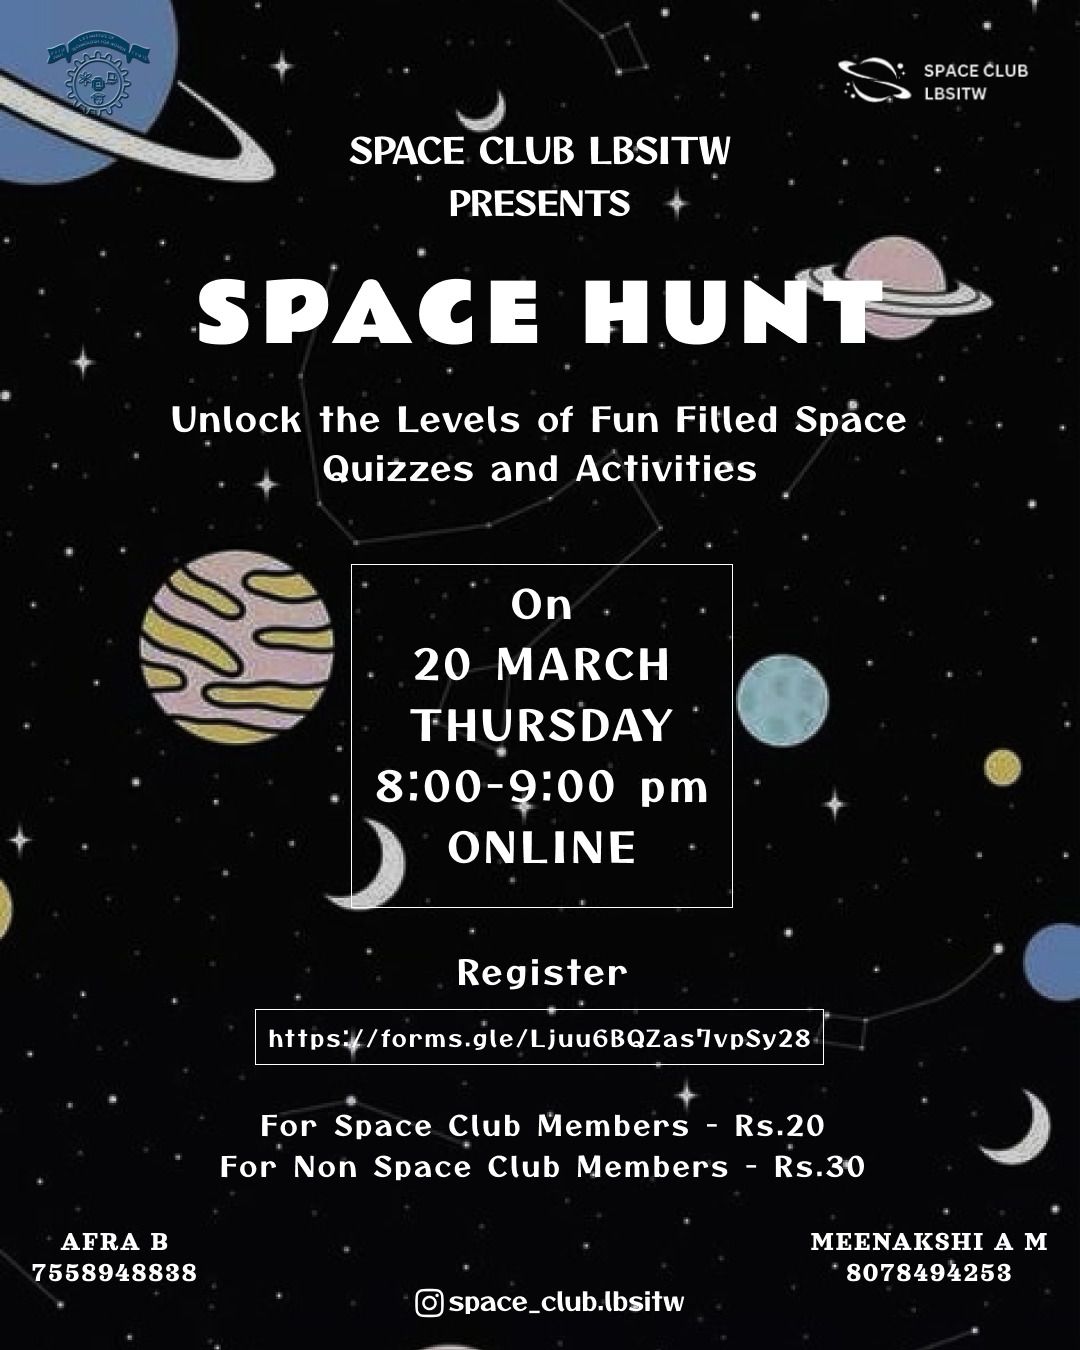 SPACE CLUB
LBSITW
SPACE CLUB LBSITW
PRESENTS
SPACE HUNT
Unlock the Levels of Fun Filled Space
Quizzes and Activities
On
20 MARCH
THURSDAY
8:00-9:00 pm
ONLINE
Register
https://forms.gle/Ljuu6BQZas7vpSy28
For Space Club Members - Rs.20
For Non Space Club Members - Rs.30
AFRA B
7558948838
MEENAKSHI A M
8078494253
space_club.lbsitw